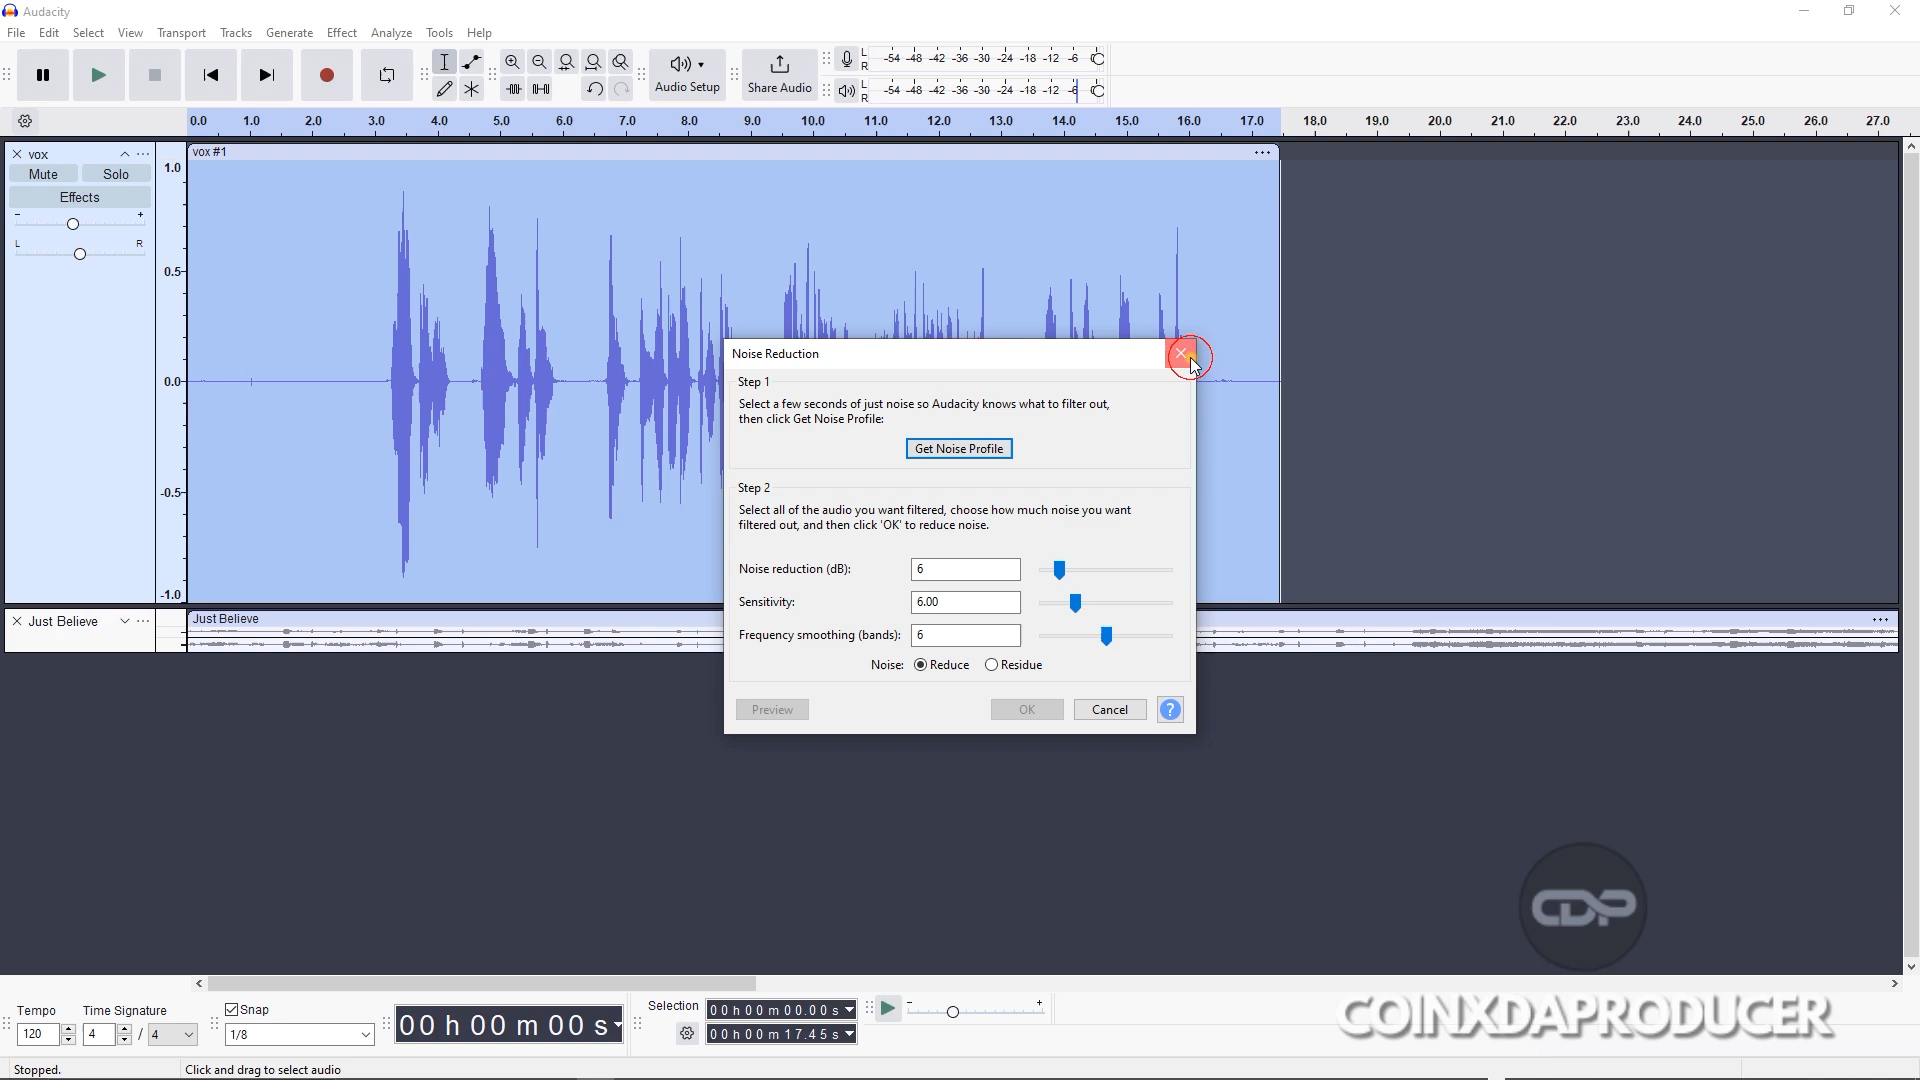 Audacity
File Edit Select View Transport Tracks Generate Effect Analyze Tools Help
Audio Setup
Share Audio
L R -54 -48 -42 -36 -30 -24 -18 -12 -6 0
L R -54 -48 -42 -36 -30 -24 -18 -12 -6 0
0.0 1.0 2.0 3.0 4.0 5.0 6.0 7.0 8.0 9.0 10.0 11.0 12.0 13.0 14.0 15.0 16.0 17.0 18.0 19.0 20.0 21.0 22.0 23.0 24.0 25.0 26.0 27.0
vox
vox #1
Mute Solo
Effects
- +
L R
1.0
0.5
0.0
-0.5
-1.0
Noise Reduction
Step 1
Select a few seconds of just noise so Audacity knows what to filter out,
then click Get Noise Profile:
Get Noise Profile
Step 2
Select all of the audio you want filtered, choose how much noise you want
filtered out, and then click 'OK' to reduce noise.
Noise reduction (dB): 6
Sensitivity: 6.00
Frequency smoothing (bands): 6
Noise: Reduce Residue
Preview OK Cancel ?
Just Believe
Just Believe
CDP
COINXDAPRODUCER
Tempo Time Signature
120 4 / 4
Snap
1/8
00 h 00 m 00 s
Selection
00 h 00 m 00.00 s
00 h 00 m 17.45 s
- +
Stopped.
Click and drag to select audio